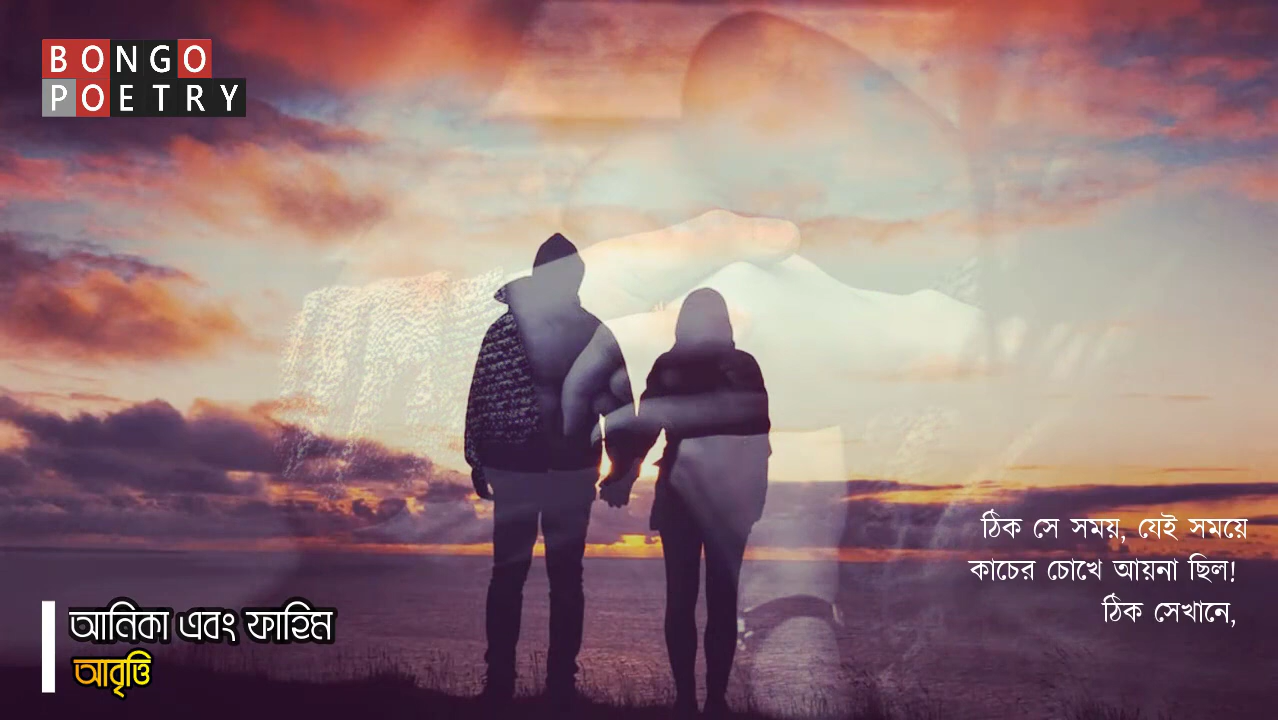 BONGO
POETRY
ঠিক সে সময়, যেই সময়ে
কাচের চোখে আয়না ছিল!
ঠিক সেখানে,
আনিকা এবং ফাহিম
আবৃত্তি